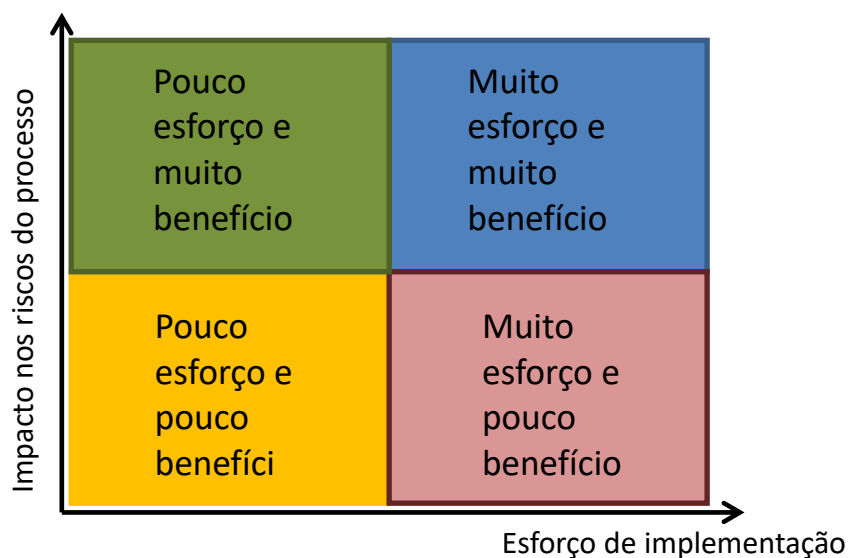 Impacto nos riscos do processo
Pouco
esforço e
muito
benefício
Muito
esforço e
muito
benefício
Pouco
esforço e
pouco
benefíci
Muito
esforço e
pouco
benefício
Esforço de implementação